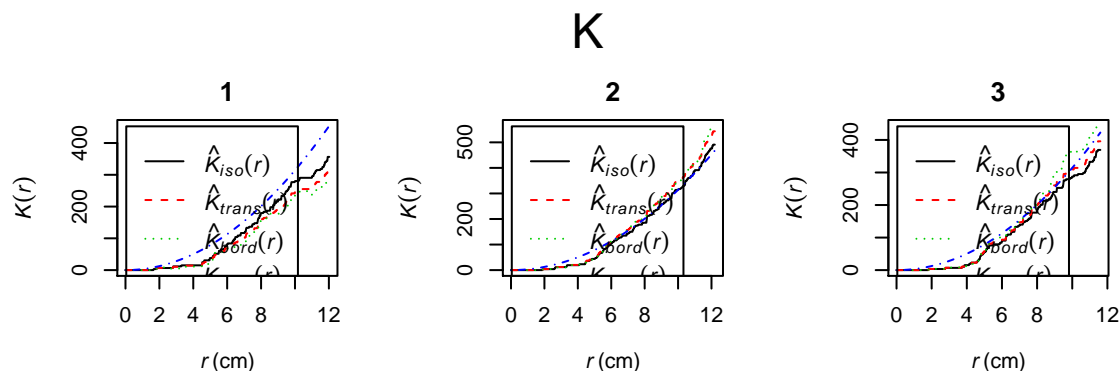 K
1
K(r)
0 200 400
K̂iso(r)
K̂trans(r)
K̂bord(r)
0 2 4 6 8 10 12
r (cm)
2
K(r)
0 200 500
K̂iso(r)
K̂trans(r)
K̂bord(r)
0 2 4 6 8 12
r (cm)
3
K(r)
0 200 400
K̂iso(r)
K̂trans(r)
K̂bord(r)
0 2 4 6 8 12
r (cm)